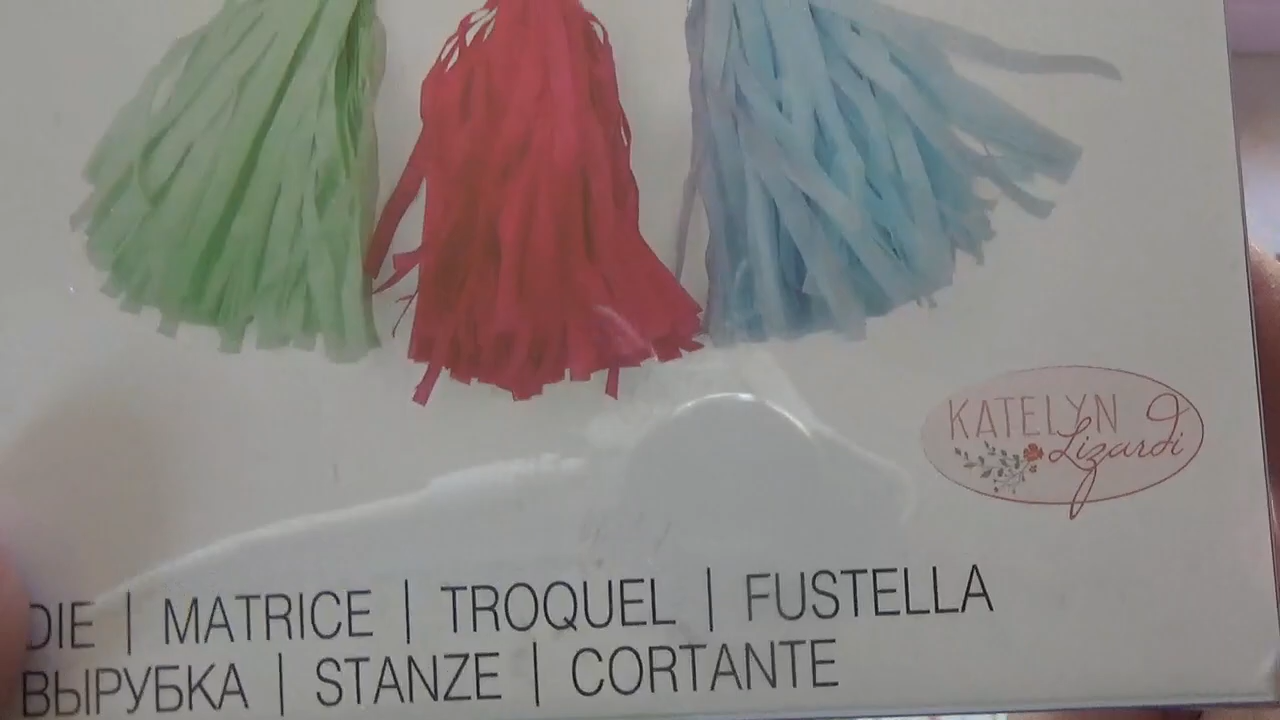 KATELYN
Lizardi
DIE | MATRICE | TROQUEL | FUSTELLA
ВЫРУБКА | STANZE | CORTANTE